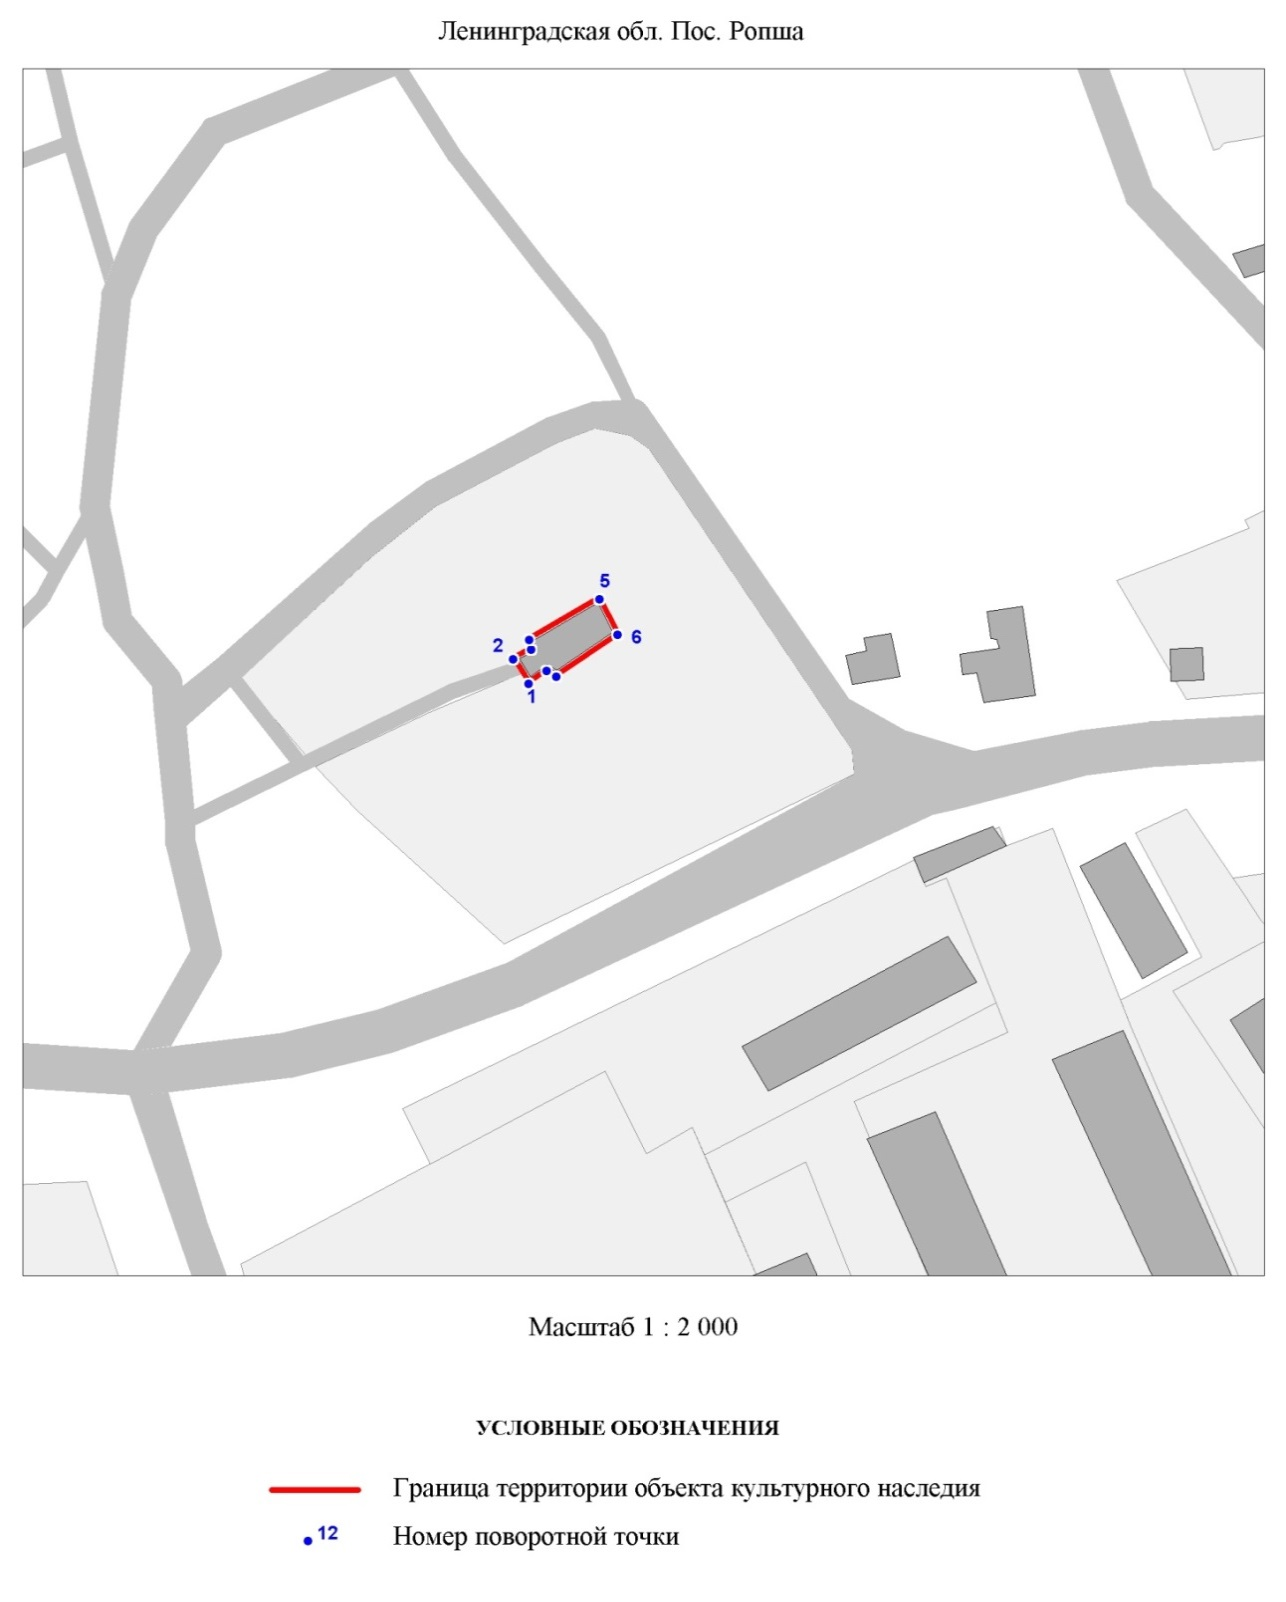 Ленинградская обл. Пос. Ропша
5
2
6
1
Масштаб 1 : 2 000
УСЛОВНЫЕ ОБОЗНАЧЕНИЯ
Граница территории объекта культурного наследия
12 Номер поворотной точки